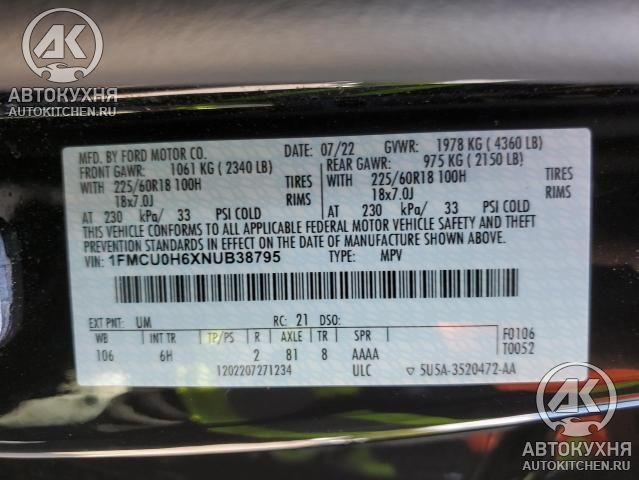 АК
АВТОКУХНЯ
AUTOKITCHEN.RU
MFD. BY FORD MOTOR CO. DATE: 07/22 GVWR: 1978 KG ( 4360 LB)
FRONT GAWR: 1061 KG ( 2340 LB) REAR GAWR: 975 KG ( 2150 LB)
WITH 225/60R18 100H TIRES WITH 225/60R18 100H TIRES
18x7.0J RIMS 18x7.0J RIMS
AT 230 kPa/ 33 PSI COLD AT 230 kPa/ 33 PSI COLD
THIS VEHICLE CONFORMS TO ALL APPLICABLE FEDERAL MOTOR VEHICLE SAFETY AND THEFT
PREVENTION STANDARDS IN EFFECT ON THE DATE OF MANUFACTURE SHOWN ABOVE.
VIN: 1FMCU0H6XNUB38795 TYPE: MPV
EXT PNT: UM RC: 21 DSO:
WB INT TR TP/PS R AXLE TR SPR F0106
106 6H 2 81 8 AAAA T0052
1202207271234 ULC ▽ 5U5A-3520472-AA
АК
АВТОКУХНЯ
AUTOKITCHEN.RU